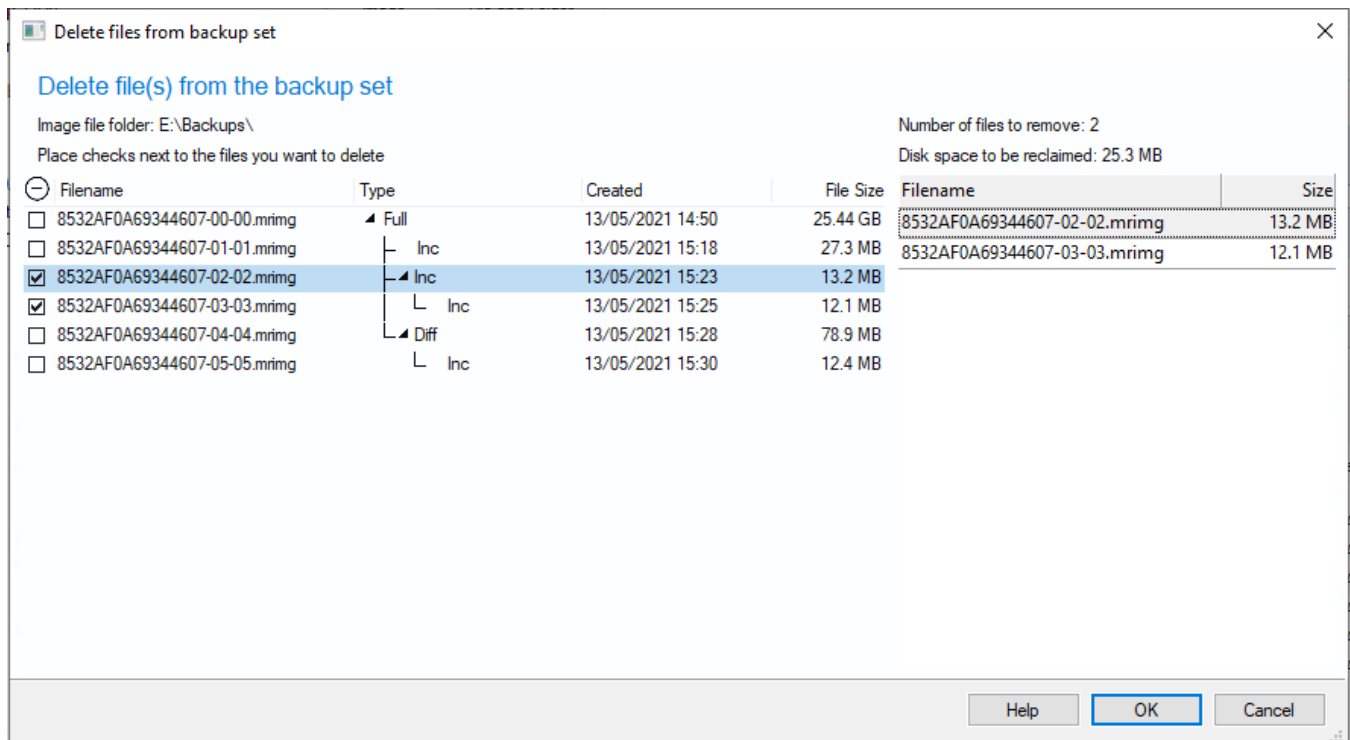 Delete files from backup set
Delete file(s) from the backup set
Image file folder: E:\Backups\
Number of files to remove: 2
Place checks next to the files you want to delete
Disk space to be reclaimed: 25.3 MB
Filename Type Created File Size
8532AF0A69344607-00-00.mrimg Full 13/05/2021 14:50 25.44 GB
8532AF0A69344607-01-01.mrimg Inc 13/05/2021 15:18 27.3 MB
8532AF0A69344607-02-02.mrimg Inc 13/05/2021 15:23 13.2 MB
8532AF0A69344607-03-03.mrimg Inc 13/05/2021 15:25 12.1 MB
8532AF0A69344607-04-04.mrimg Diff 13/05/2021 15:28 78.9 MB
8532AF0A69344607-05-05.mrimg Inc 13/05/2021 15:30 12.4 MB
Filename Size
8532AF0A69344607-02-02.mrimg 13.2 MB
8532AF0A69344607-03-03.mrimg 12.1 MB
Help OK Cancel